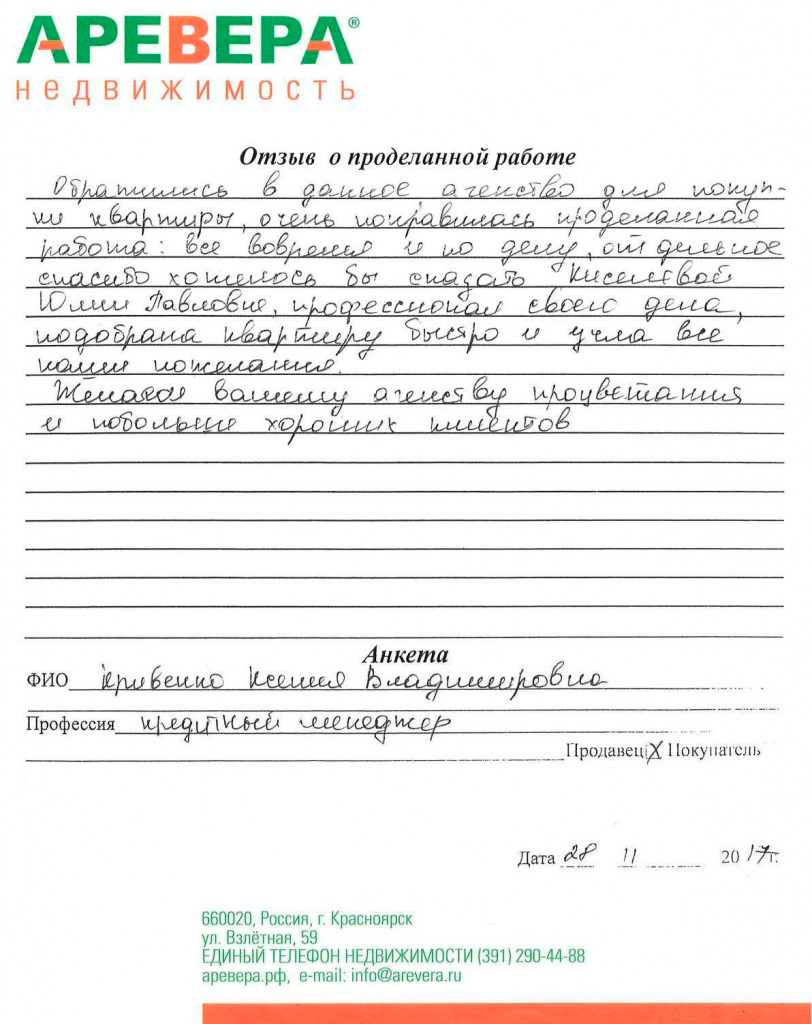 АРЕВЕРА®
недвижимость
Отзыв о проделанной работе
Обратились в данное агенство для покуп-
ки квартиры, очень понравилась проделанная
работа: все вовремя и по делу, отдельное
спасибо хотелось бы сказать Киселевой
Юлии Павловне, профессионал своего дела,
подобрала квартиру быстро и учла все
наши пожелания.
Желаем вашему агенству процветания
и побольше хороших клиентов
Анкета
ФИО Кривенко Ксения Владимировна
Профессия кредитный менеджер
Продавец Х Покупатель
Дата 28 11 2017г.
660020, Россия, г. Красноярск
ул. Взлётная, 59
ЕДИНЫЙ ТЕЛЕФОН НЕДВИЖИМОСТИ (391) 290-44-88
аревера.рф, e-mail: info@arevera.ru